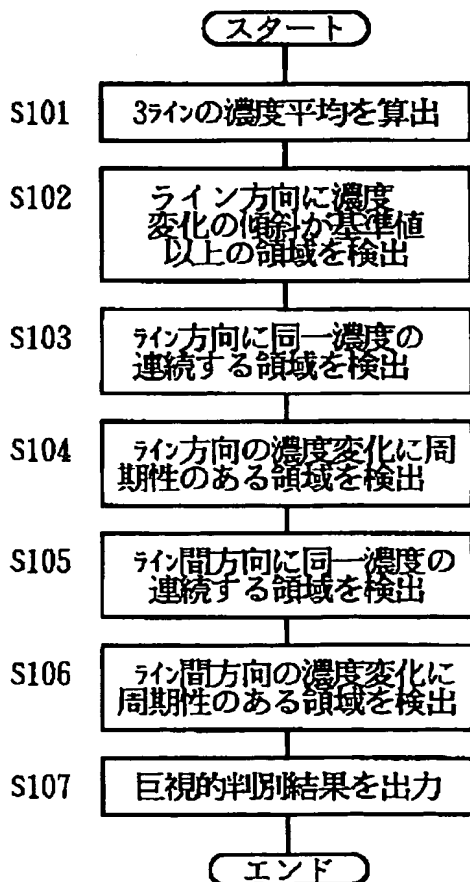 スタート
S101
3ラインの濃度平均を算出
S102
ライン方向に濃度
変化の傾斜が基準値
以上の領域を検出
S103
ライン方向に同一濃度の
連続する領域を検出
S104
ライン方向の濃度変化に周
期性のある領域を検出
S105
ライン間方向に同一濃度の
連続する領域を検出
S106
ライン間方向の濃度変化に
周期性のある領域を検出
S107
巨視的判別結果を出力
エンド